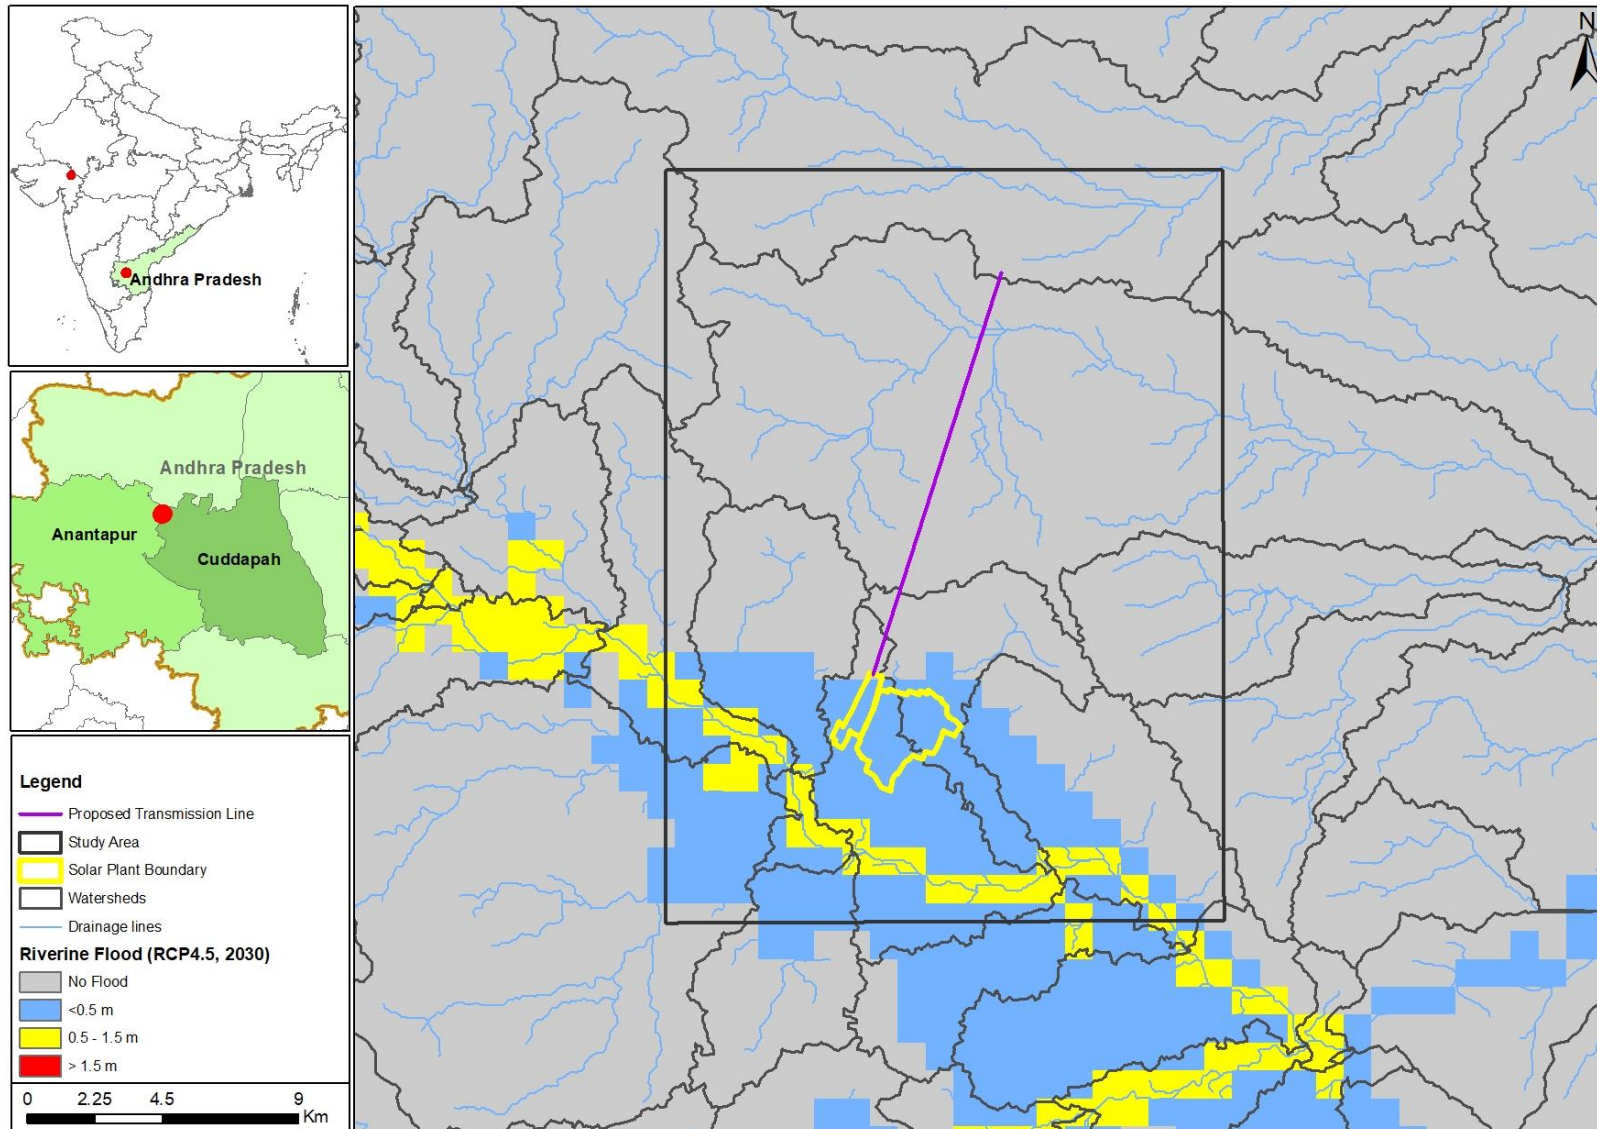 Andhra Pradesh
Andhra Pradesh
Anantapur
Cuddapah
Legend
Proposed Transmission Line
Study Area
Solar Plant Boundary
Watersheds
Drainage lines
Riverine Flood (RCP4.5, 2030)
No Flood
<0.5 m
0.5 - 1.5 m
> 1.5 m
0 2.25 4.5 9
Km
N